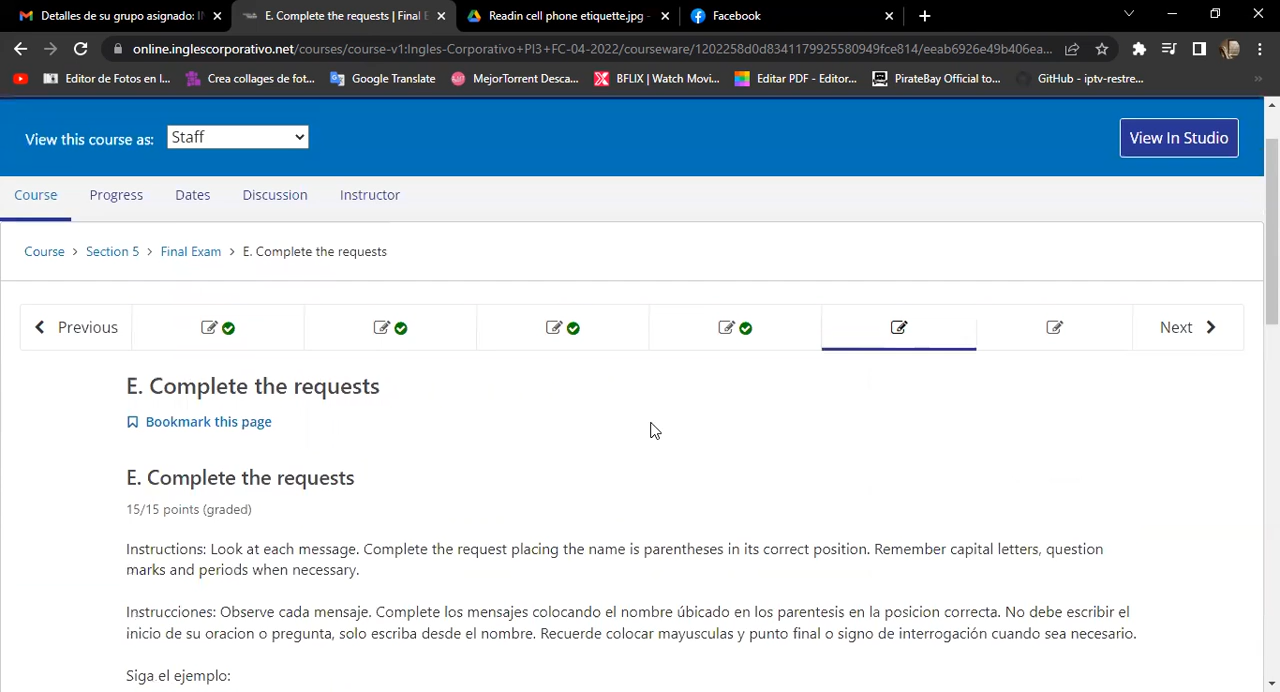 Detalles de su grupo asignado: I
E. Complete the requests | Final E
Readin cell phone etiquette.jpg -
Facebook
online.inglescorporativo.net/courses/course-v1:Ingles-Corporativo+PI3+FC-04-2022/courseware/1202258d0d8341179925580949fce814/eeab6926e49b406ea...
Editor de Fotos en l...
Crea collages de fot...
Google Translate
MejorTorrent Desca...
BFLIX | Watch Movi...
Editar PDF - Editor...
PirateBay Official to...
GitHub - iptv-restre...
View this course as:
Staff
View In Studio
Course
Progress
Dates
Discussion
Instructor
Course > Section 5 > Final Exam > E. Complete the requests
Previous
Next
E. Complete the requests
Bookmark this page
E. Complete the requests
15/15 points (graded)
Instructions: Look at each message. Complete the request placing the name is parentheses in its correct position. Remember capital letters, question
marks and periods when necessary.
Instrucciones: Observe cada mensaje. Complete los mensajes colocando el nombre úbicado en los parentesis en la posicion correcta. No debe escribir el
inicio de su oracion o pregunta, solo escriba desde el nombre. Recuerde colocar mayusculas y punto final o signo de interrogación cuando sea necesario.
Siga el ejemplo: